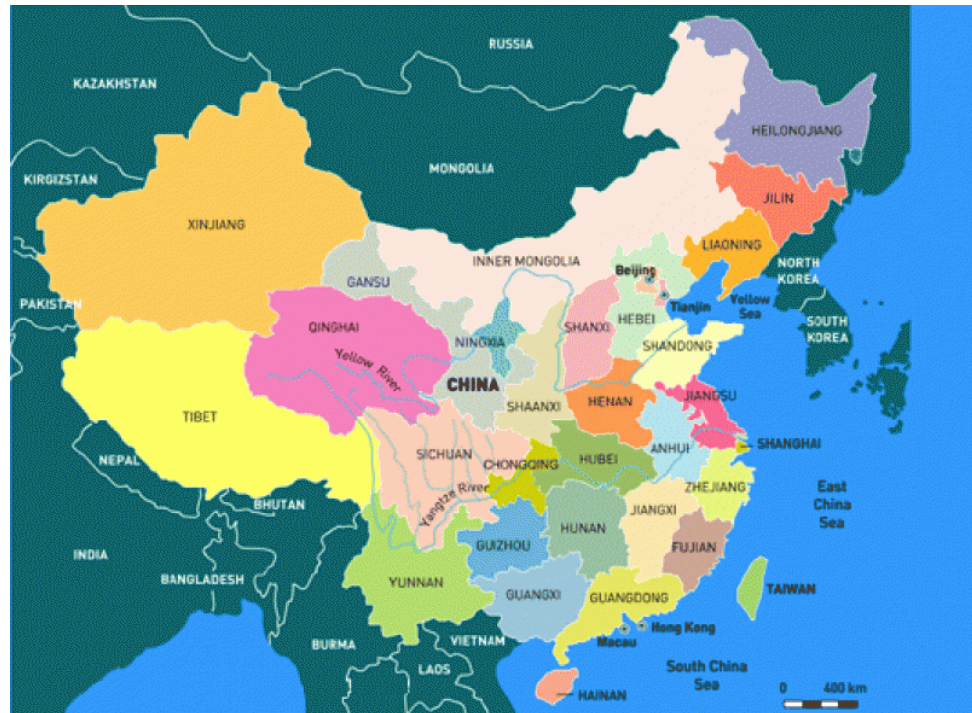 RUSSIA
KAZAKHSTAN
HEILONGJIANG
MONGOLIA
KIRGIZSTAN
JILIN
XINJIANG
LIAONING
INNER MONGOLIA
NORTH
KOREA
Beijing
GANSU
Tianjin
Yellow
Sea
PAKISTAN
QINGHAI
SHANXI
HEBEI
SOUTH
KOREA
NINGXIA
SHANDONG
Yellow River
CHINA
JIANGSU
HENAN
SHAANXI
TIBET
SHANGHAI
ANHUI
SICHUAN
HUBEI
NEPAL
CHONGQING
ZHEJIANG
Yangtze River
East
China
Sea
BHUTAN
JIANGXI
HUNAN
GUIZHOU
FUJIAN
INDIA
BANGLADESH
YUNNAN
TAIWAN
GUANGXI
GUANGDONG
Hong Kong
Macau
BURMA
VIETNAM
LAOS
South China
Sea
HAINAN
0 400 km